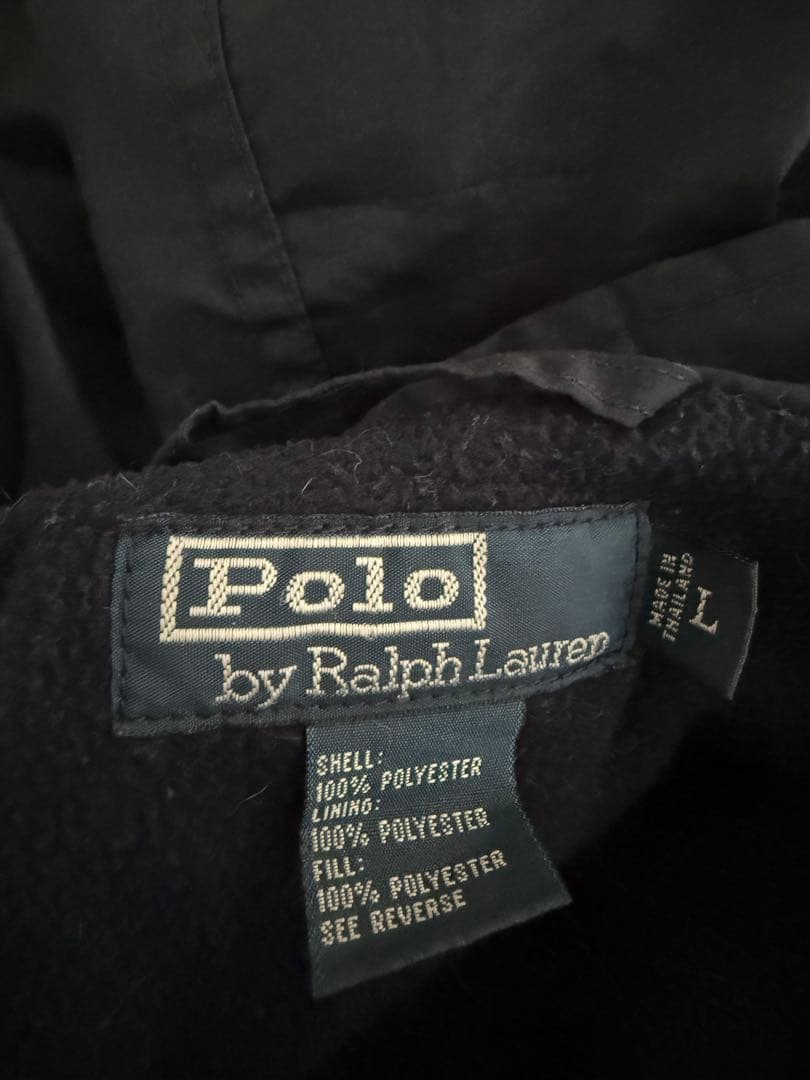 Polo
by Ralph Lauren
MADE IN
THAILAND
L
SHELL:
100% POLYESTER
LINING:
100% POLYESTER
FILL:
100% POLYESTER
SEE REVERSE